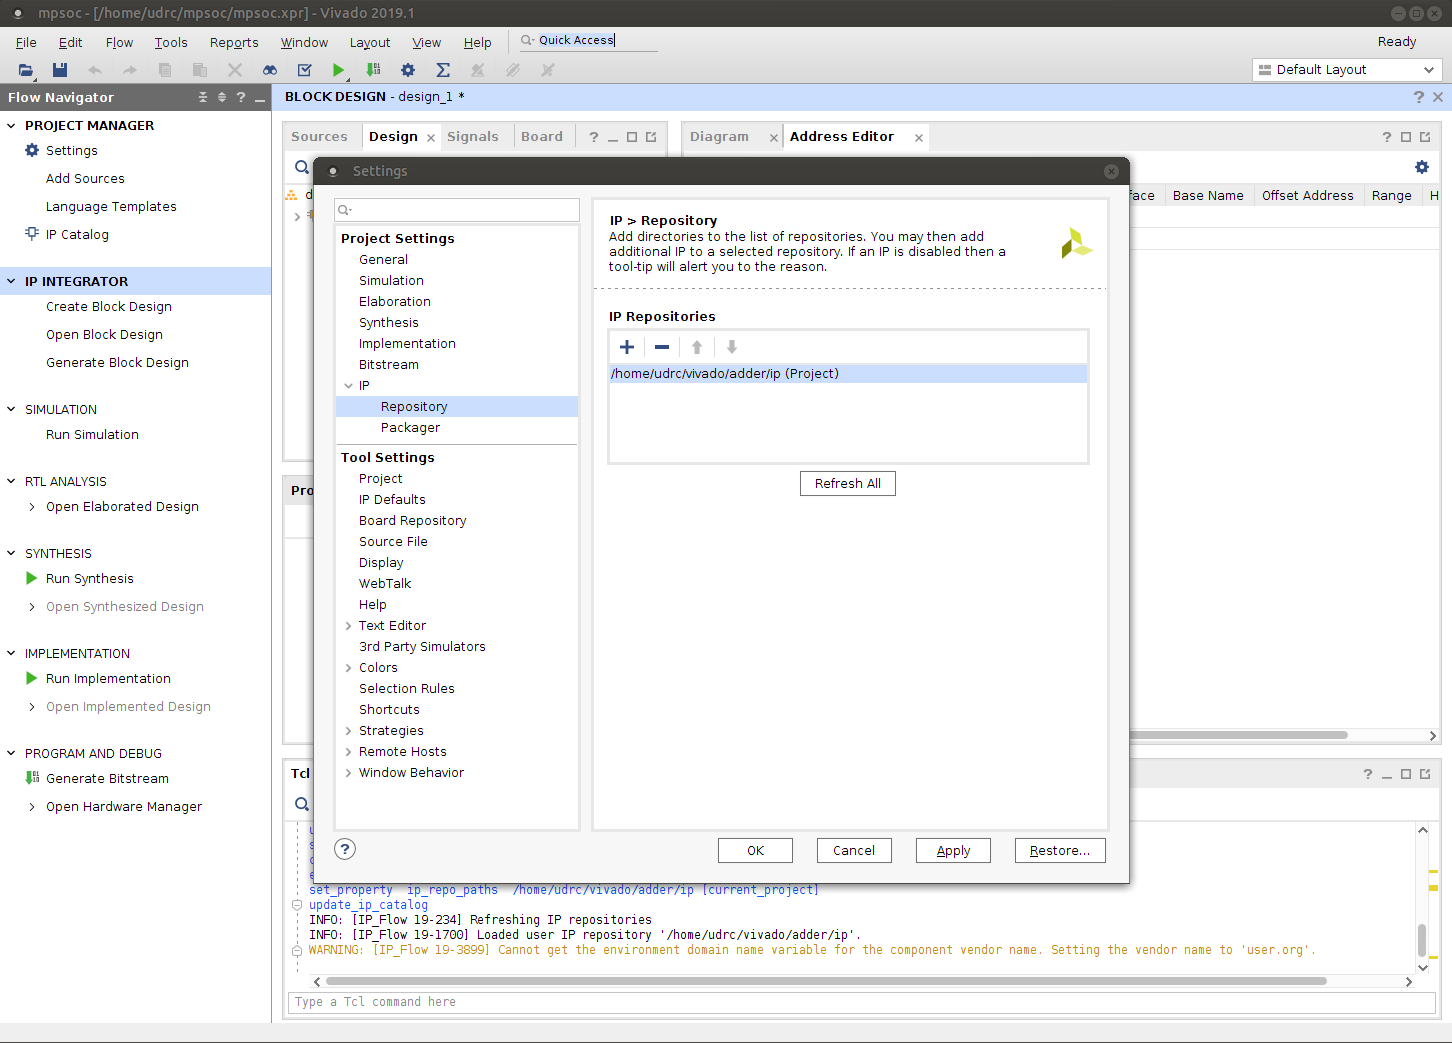 mpsoc - [/home/udrc/mpsoc/mpsoc.xpr] - Vivado 2019.1
File Edit Flow Tools Reports Window Layout View Help Quick Access Ready
Default Layout
Flow Navigator
PROJECT MANAGER
Settings
Add Sources
Language Templates
IP Catalog
IP INTEGRATOR
Create Block Design
Open Block Design
Generate Block Design
SIMULATION
Run Simulation
RTL ANALYSIS
Open Elaborated Design
SYNTHESIS
Run Synthesis
Open Synthesized Design
IMPLEMENTATION
Run Implementation
Open Implemented Design
PROGRAM AND DEBUG
Generate Bitstream
Open Hardware Manager
BLOCK DESIGN - design_1 *
Sources Design Signals Board
Diagram Address Editor
face Base Name Offset Address Range H
Settings
Project Settings
General
Simulation
Elaboration
Synthesis
Implementation
Bitstream
IP
Repository
Packager
Tool Settings
Project
IP Defaults
Board Repository
Source File
Display
WebTalk
Help
Text Editor
3rd Party Simulators
Colors
Selection Rules
Shortcuts
Strategies
Remote Hosts
Window Behavior
IP > Repository
Add directories to the list of repositories. You may then add
additional IP to a selected repository. If an IP is disabled then a
tool-tip will alert you to the reason.
IP Repositories
/home/udrc/vivado/adder/ip (Project)
Refresh All
OK Cancel Apply Restore...
Pro
Tcl
set_property ip_repo_paths /home/udrc/vivado/adder/ip [current_project]
update_ip_catalog
INFO: [IP_Flow 19-234] Refreshing IP repositories
INFO: [IP_Flow 19-1700] Loaded user IP repository '/home/udrc/vivado/adder/ip'.
WARNING: [IP_Flow 19-3899] Cannot get the environment domain name variable for the component vendor name. Setting the vendor name to 'user.org'.
Type a Tcl command here